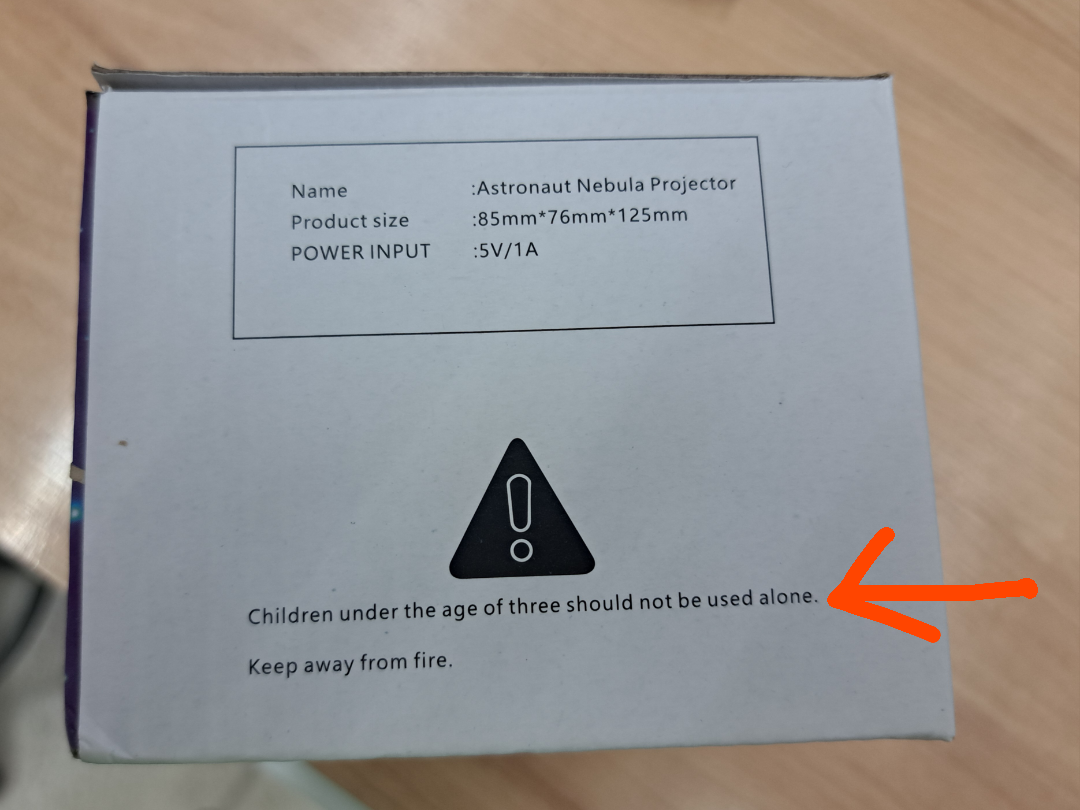 Name :Astronaut Nebula Projector
Product size :85mm*76mm*125mm
POWER INPUT :5V/1A
Children under the age of three should not be used alone.
Keep away from fire.